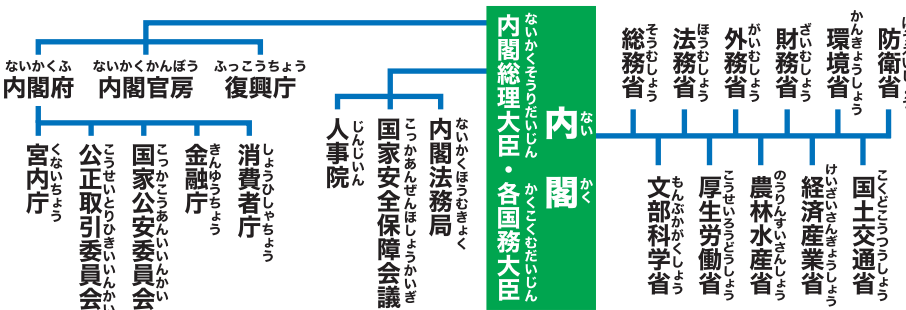 ないかくふ
内閣府
ないかくかんぼう
内閣官房
ふっこうちょう
復興庁
くないちょう
宮内庁
こうせいとりひきいいんかい
公正取引委員会
こっかこうあんいいんかい
国家公安委員会
きんゆうちょう
金融庁
しょうひしゃちょう
消費者庁
じんじいん
人事院
こっかあんぜんほしょうかいぎ
国家安全保障会議
ないかくほうむきょく
内閣法務局
ないかくそうりだいじん かくこくむだいじん
内閣総理大臣・各国務大臣
ないかく
内閣
そうむしょう
総務省
ほうむしょう
法務省
がいむしょう
外務省
ざいむしょう
財務省
かんきょうしょう
環境省
防衛省
もんぶかがくしょう
文部科学省
こうせいろうどうしょう
厚生労働省
のうりんすいさんしょう
農林水産省
けいざいさんぎょうしょう
経済産業省
こくどこうつうしょう
国土交通省